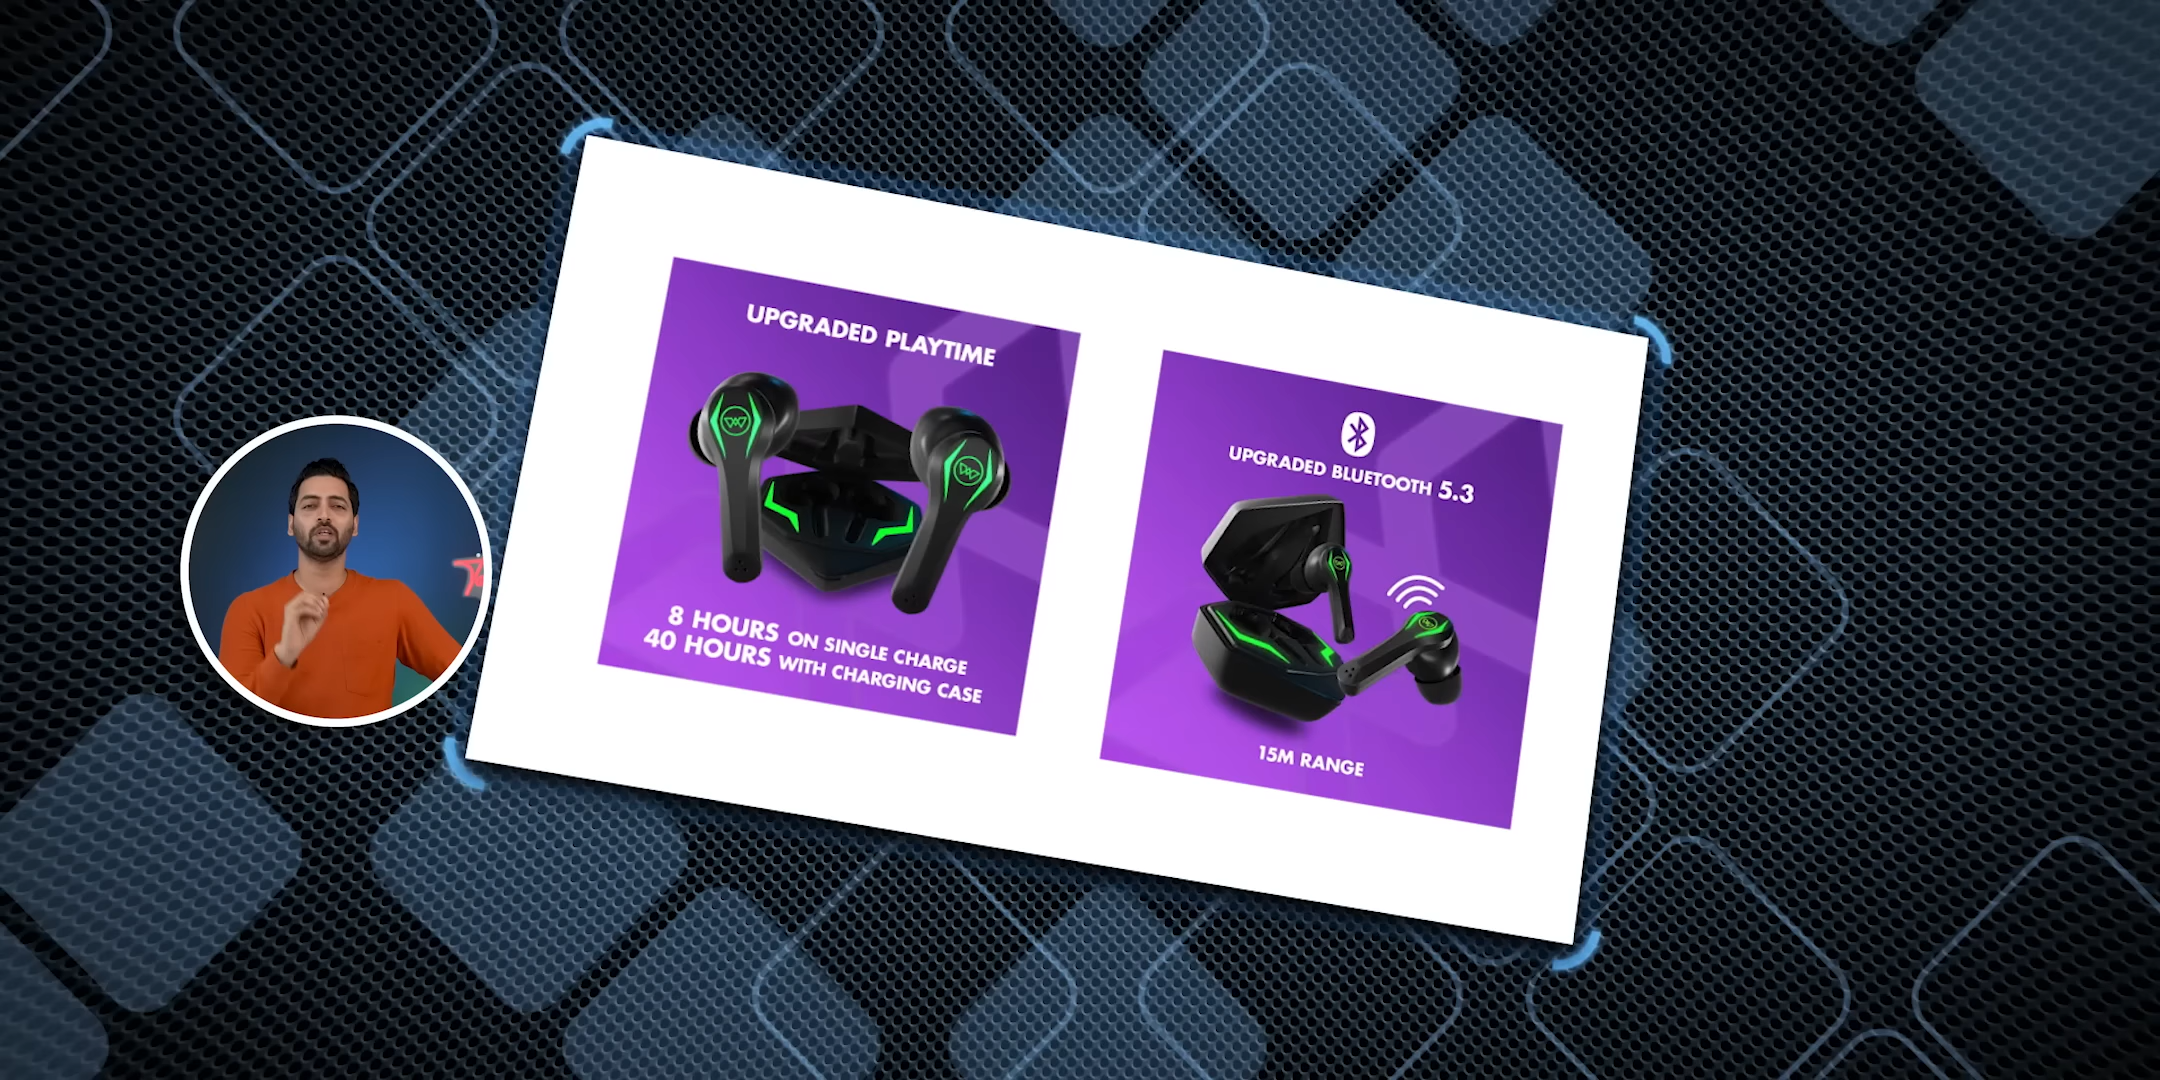 UPGRADED PLAYTIME
8 HOURS ON SINGLE CHARGE
40 HOURS WITH CHARGING CASE
UPGRADED BLUETOOTH 5.3
15M RANGE